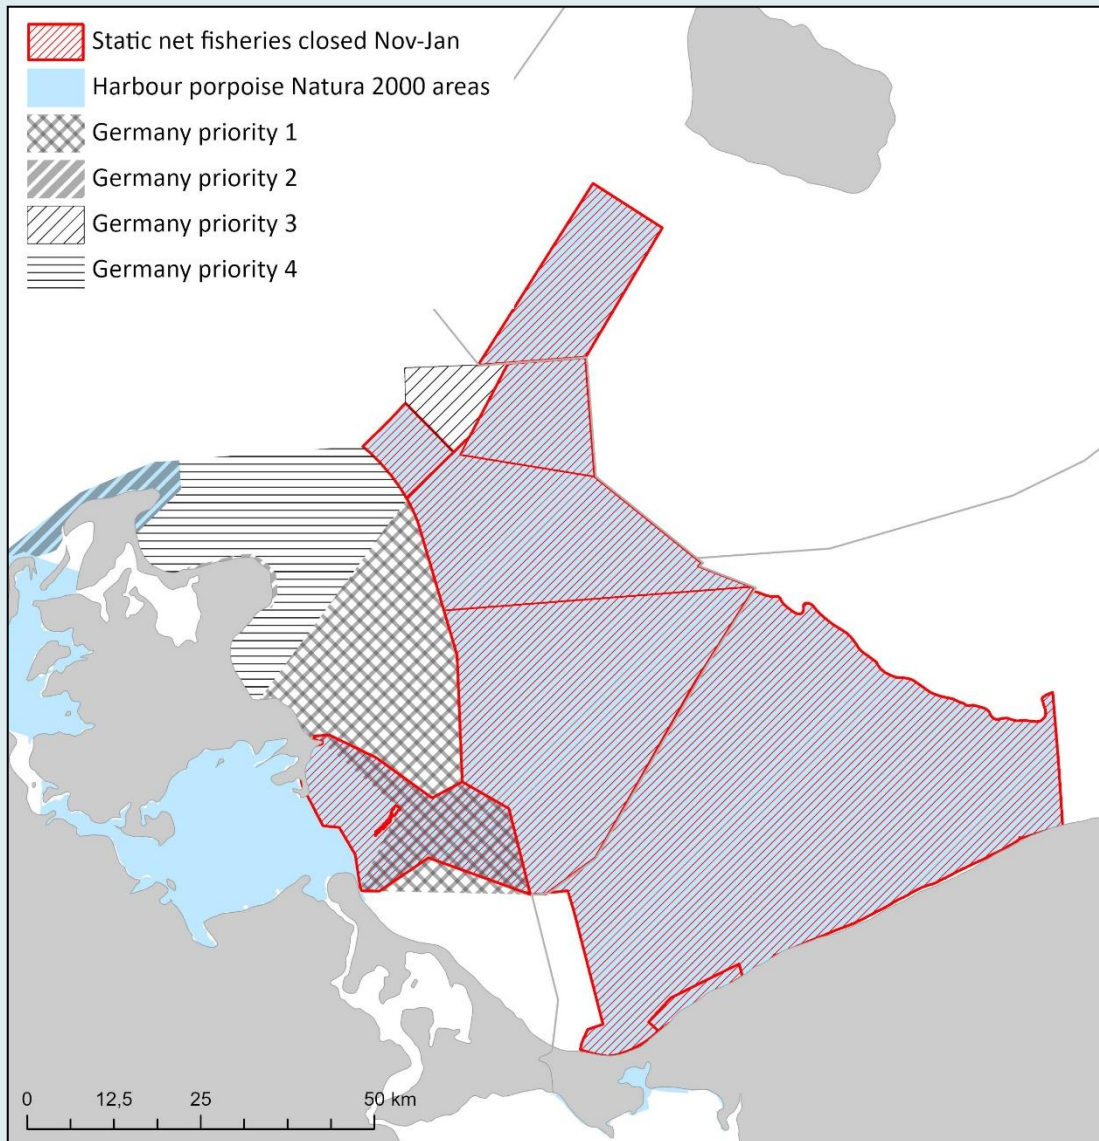 Static net fisheries closed Nov-Jan
Harbour porpoise Natura 2000 areas
Germany priority 1
Germany priority 2
Germany priority 3
Germany priority 4
0 12,5 25 50 km